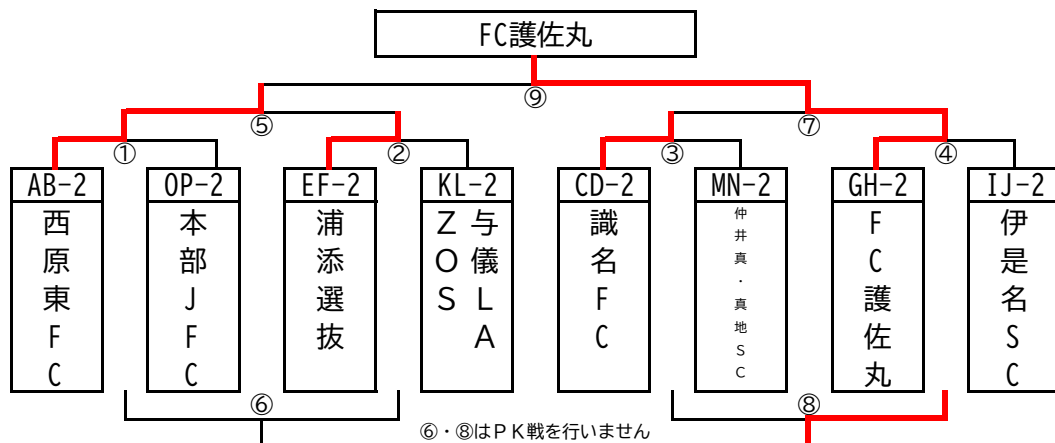 FC護佐丸
⑨
⑤
⑦
①
②
③
④
AB-2
OP-2
EF-2
KL-2
CD-2
MN-2
GH-2
IJ-2
西原東FC
本部JFC
浦添選抜
与儀LA
ZOS
識名FC
仲井真・真地SC
FC護佐丸
伊是名SC
⑥
⑧
⑥・⑧はPK戦を行いません